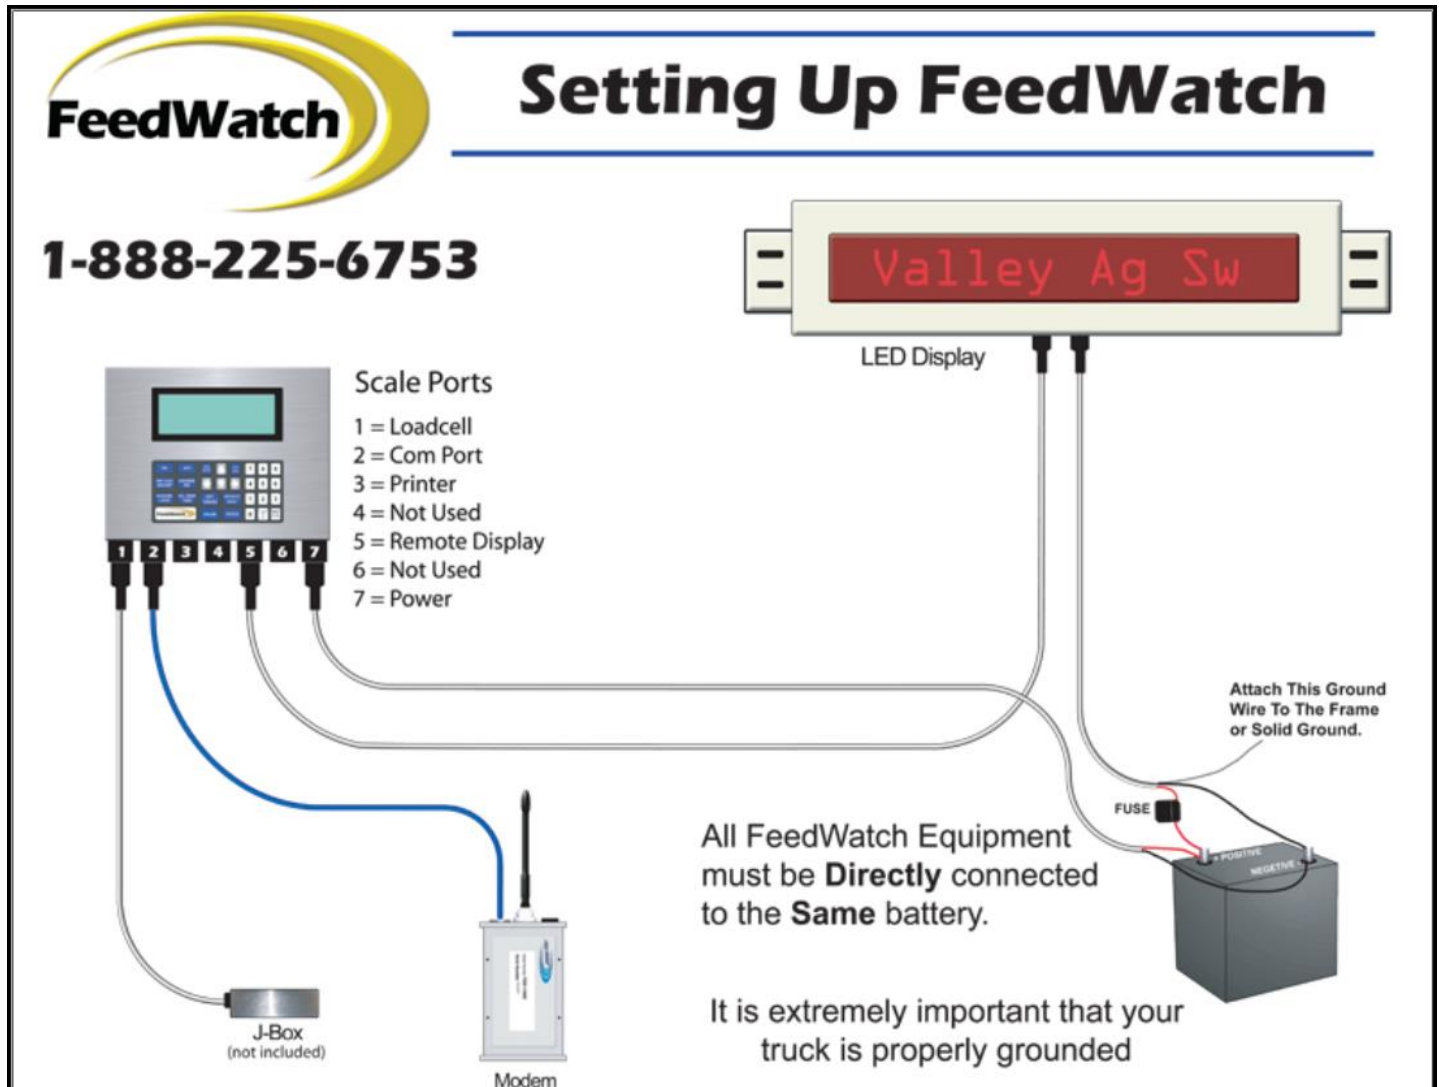 FeedWatch
Setting Up FeedWatch
1-888-225-6753
Valley Ag Sw
LED Display
Scale Ports
1 = Loadcell
2 = Com Port
3 = Printer
4 = Not Used
5 = Remote Display
6 = Not Used
7 = Power
1 2 3 4 5 6 7
Attach This Ground
Wire To The Frame
or Solid Ground.
FUSE
+ POSITIVE
NEGETIVE -
All FeedWatch Equipment
must be Directly connected
to the Same battery.
J-Box
(not included)
Modem
It is extremely important that your
truck is properly grounded